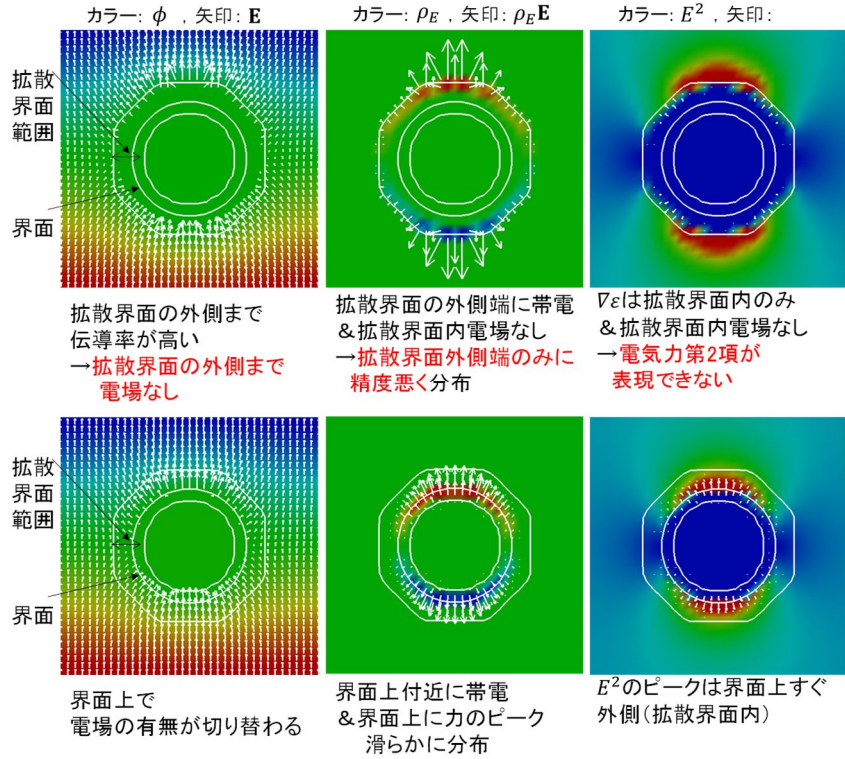 カラー: ϕ , 矢印: E
カラー: ρ_E , 矢印: ρ_E E
カラー: E² , 矢印:
拡散
界面
範囲
界面
拡散界面の外側まで
伝導率が高い
→拡散界面の外側まで
電場なし
拡散界面の外側端に帯電
＆拡散界面内電場なし
→拡散界面外側端のみに
精度悪く分布
∇εは拡散界面内のみ
＆拡散界面内電場なし
→電気力第2項が
表現できない
拡散
界面
範囲
界面
界面上で
電場の有無が切り替わる
界面上付近に帯電
＆界面上に力のピーク
滑らかに分布
E²のピークは界面上すぐ
外側(拡散界面内)